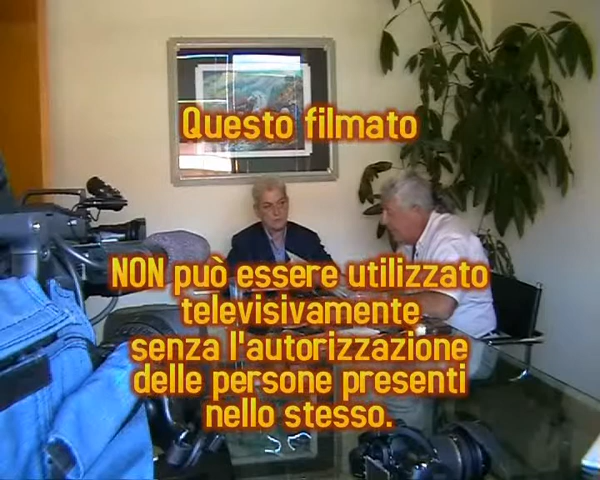 Questo filmato
NON può essere utilizzato
televisivamente
senza l'autorizzazione
delle persone presenti
nello stesso.